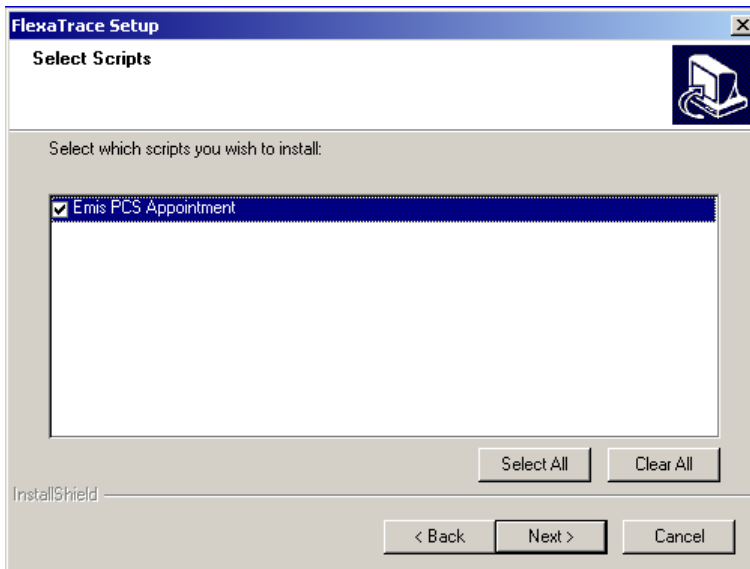 FlexaTrace Setup
Select Scripts
Select which scripts you wish to install:
Emis PCS Appointment
Select All
Clear All
InstallShield
< Back
Next >
Cancel